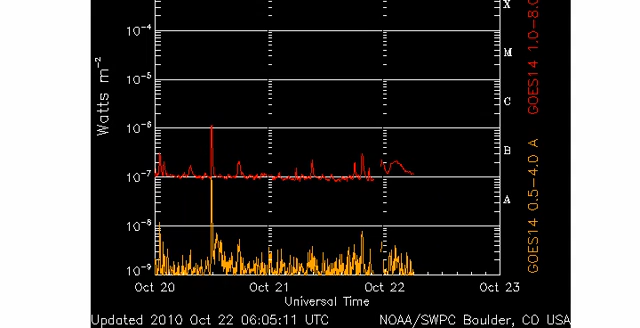 X
10⁻⁴
M
10⁻⁵
C
10⁻⁶
B
10⁻⁷
A
10⁻⁸
10⁻⁹
Watts m⁻²
GOES14 1.0-8.0
GOES14 0.5-4.0 A
Oct 20 Oct 21 Oct 22 Oct 23
Universal Time
Updated 2010 Oct 22 06:05:11 UTC NOAA/SWPC Boulder, CO USA